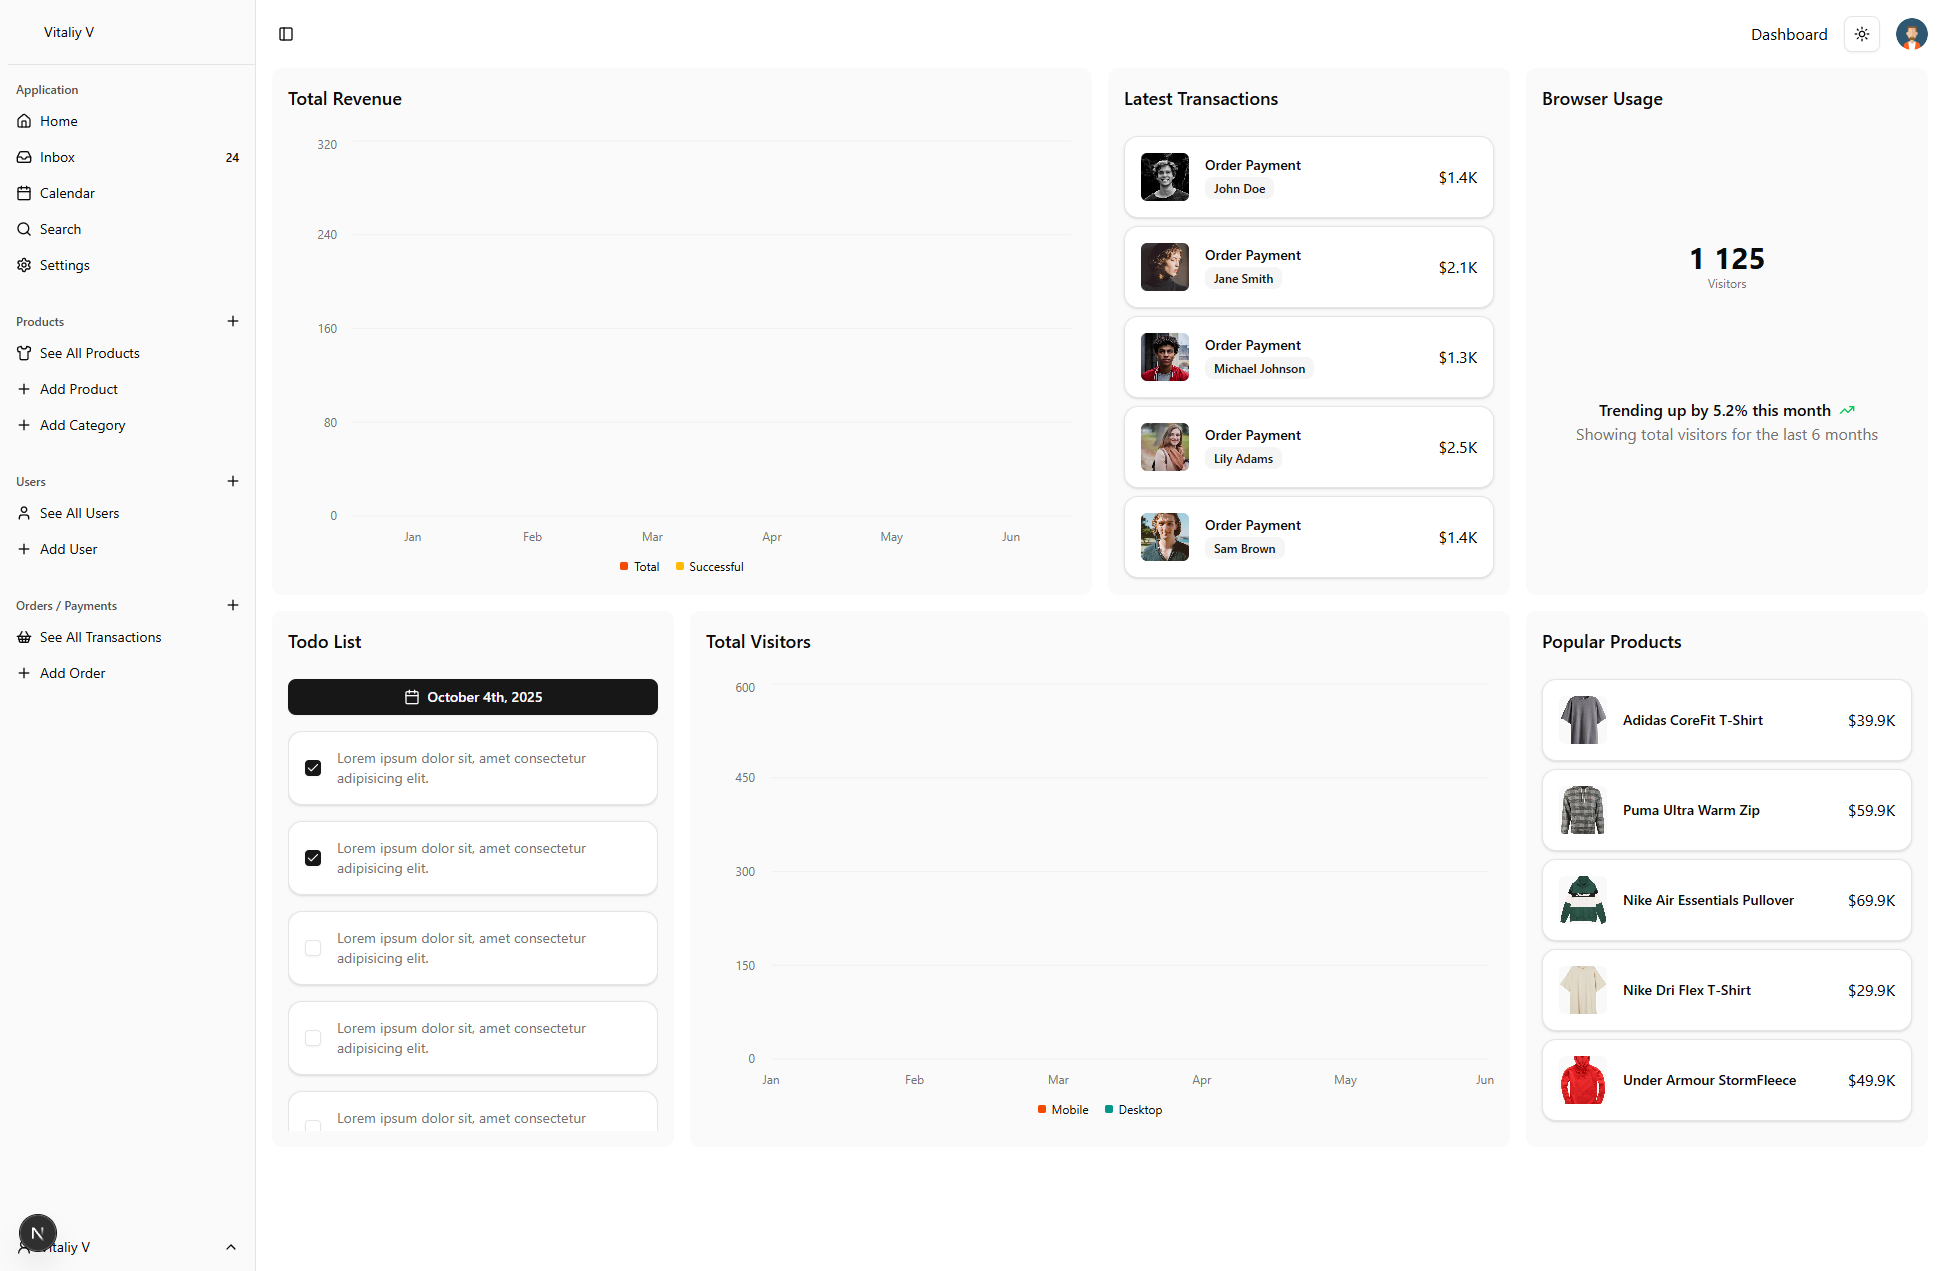 Vitaliy V
Application
Home
Inbox 24
Calendar
Search
Settings
Products
See All Products
Add Product
Add Category
Users
See All Users
Add User
Orders / Payments
See All Transactions
Add Order
N
Vitaliy V
Dashboard
Total Revenue
320
240
160
80
0
Jan Feb Mar Apr May Jun
Total Successful
Latest Transactions
Order Payment
John Doe
$1.4K
Order Payment
Jane Smith
$2.1K
Order Payment
Michael Johnson
$1.3K
Order Payment
Lily Adams
$2.5K
Order Payment
Sam Brown
$1.4K
Browser Usage
1 125
Visitors
Trending up by 5.2% this month
Showing total visitors for the last 6 months
Todo List
October 4th, 2025
Lorem ipsum dolor sit, amet consectetur
adipisicing elit.
Lorem ipsum dolor sit, amet consectetur
adipisicing elit.
Lorem ipsum dolor sit, amet consectetur
adipisicing elit.
Lorem ipsum dolor sit, amet consectetur
adipisicing elit.
Lorem ipsum dolor sit, amet consectetur
Total Visitors
600
450
300
150
0
Jan Feb Mar Apr May Jun
Mobile Desktop
Popular Products
Adidas CoreFit T-Shirt $39.9K
Puma Ultra Warm Zip $59.9K
Nike Air Essentials Pullover $69.9K
Nike Dri Flex T-Shirt $29.9K
Under Armour StormFleece $49.9K